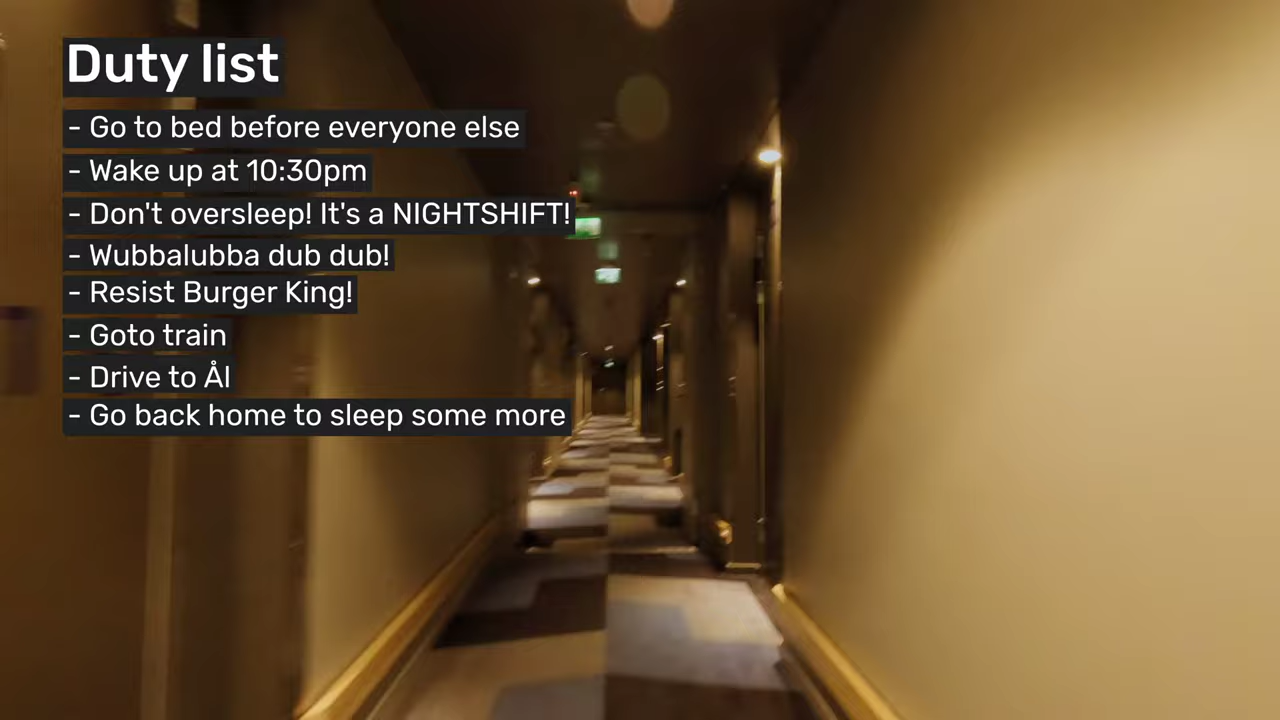 Duty list
- Go to bed before everyone else
- Wake up at 10:30pm
- Don't oversleep! It's a NIGHTSHIFT!
- Wubbalubba dub dub!
- Resist Burger King!
- Goto train
- Drive to Ål
- Go back home to sleep some more